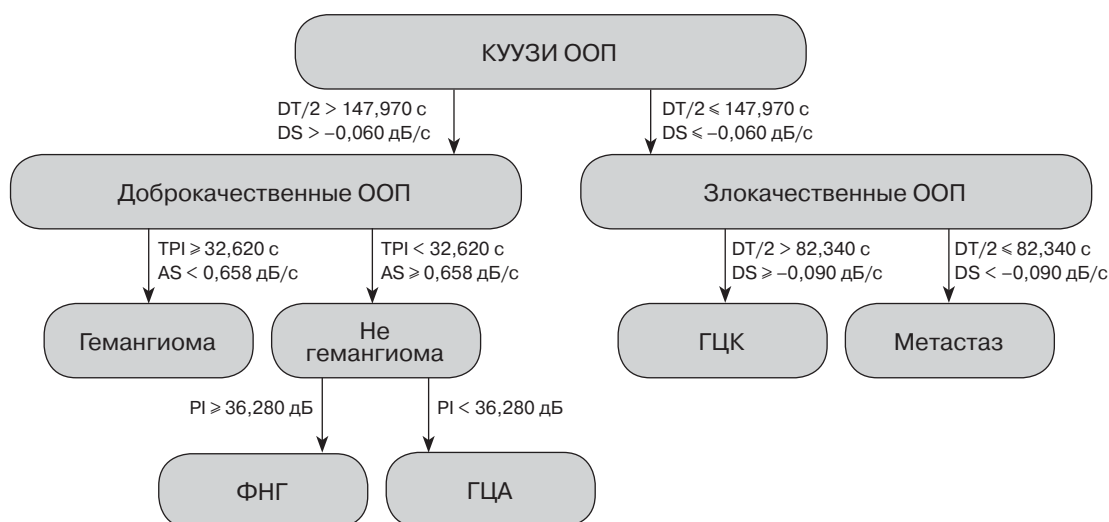 КУУЗИ ООП
DT/2 > 147,970 с
DS > –0,060 дБ/с
DT/2 ⩽ 147,970 с
DS ⩽ –0,060 дБ/с
Доброкачественные ООП
Злокачественные ООП
TPI ⩾ 32,620 с
AS < 0,658 дБ/с
TPI < 32,620 с
AS ⩾ 0,658 дБ/с
DT/2 > 82,340 с
DS ⩾ –0,090 дБ/с
DT/2 ⩽ 82,340 с
DS < –0,090 дБ/с
Гемангиома
Не
гемангиома
ГЦК
Метастаз
PI ⩾ 36,280 дБ
PI < 36,280 дБ
ФНГ
ГЦА